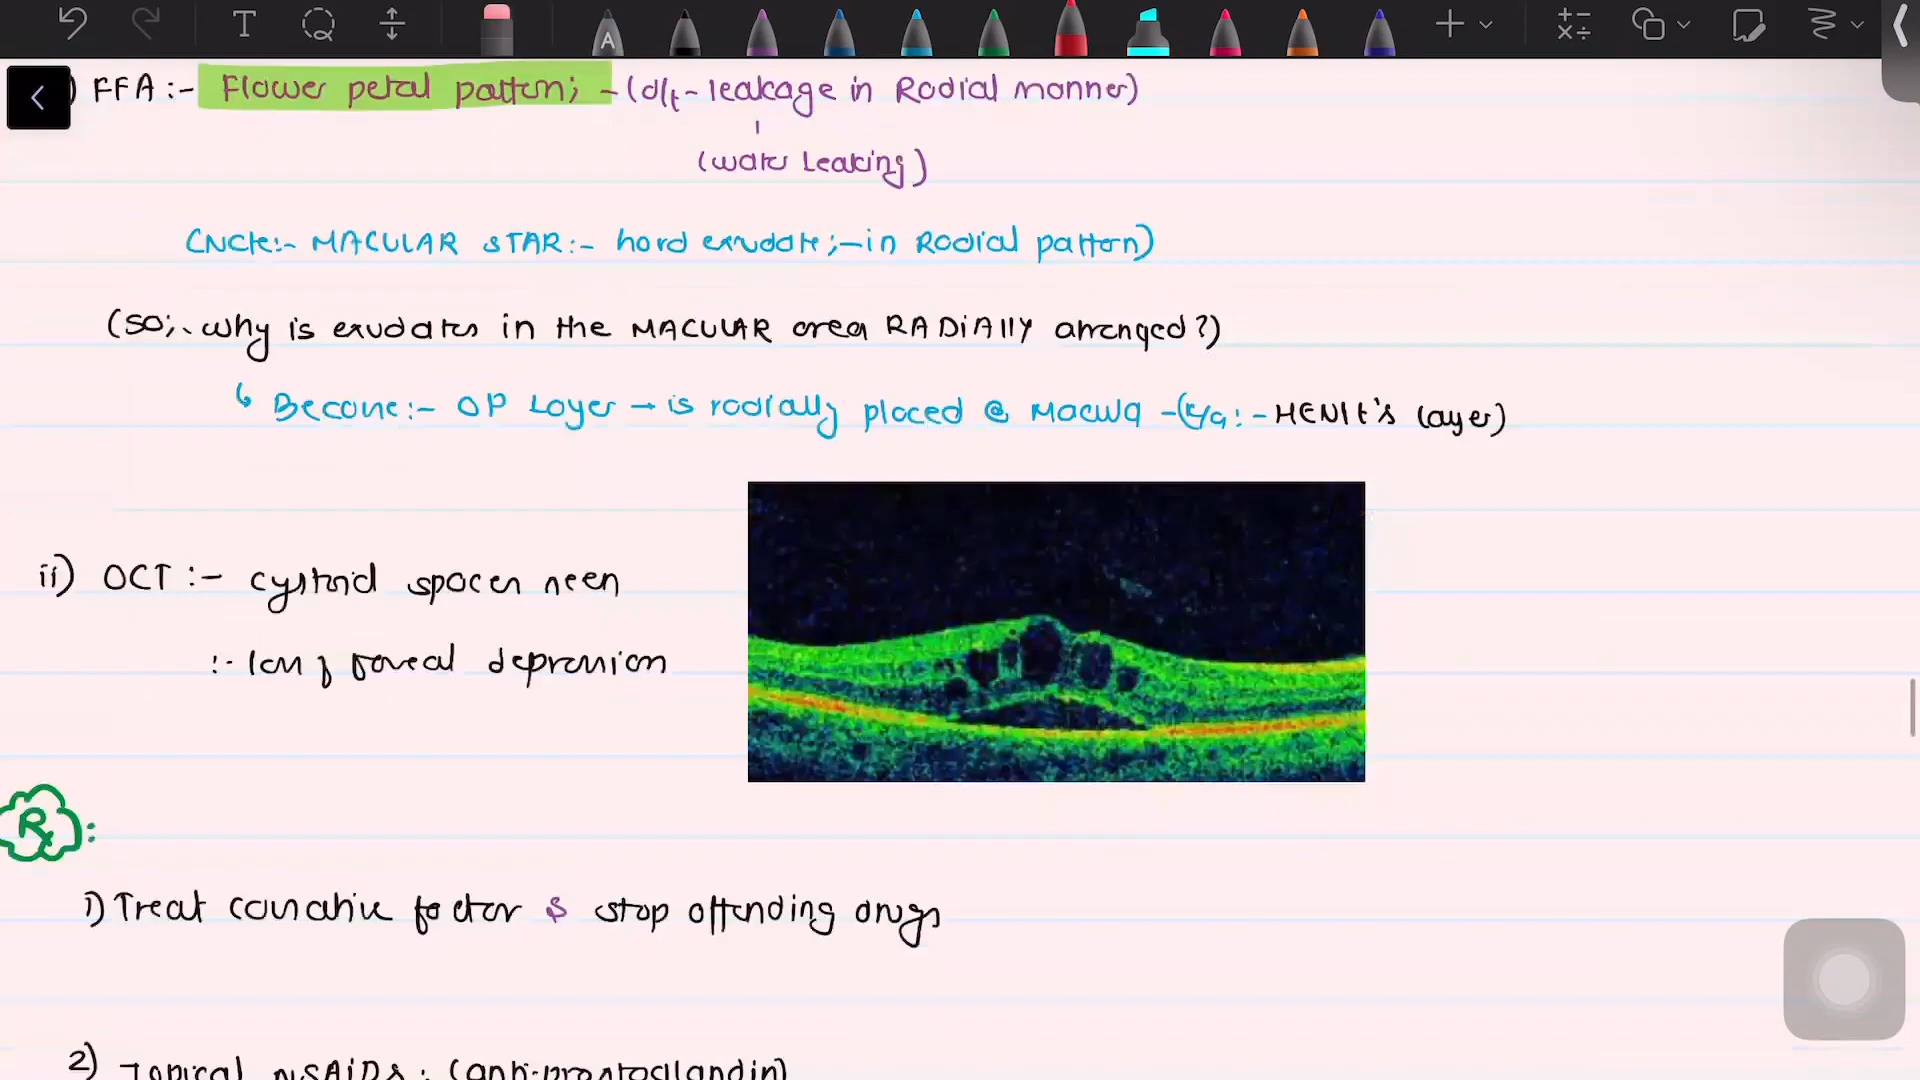 ) FFA :- Flower petal pattern; - (d/t - leakage in Radial manner)
(water Leaking)
(Note:- MACULAR STAR:- hard exudate;-in Radial pattern)
(SO;. why is exudates in the MACULAR area RADIALLY arranged?)
Because:- OP Layer → is radially placed @ Macula -(k/a: - HENLE's layer)
ii) OCT :- cystoid spaces seen
:- loss of foveal depression
Rx:
1) Treat causative factor & stop offending drugs
2) Topical NSAIDs : (anti-prostaglandin)